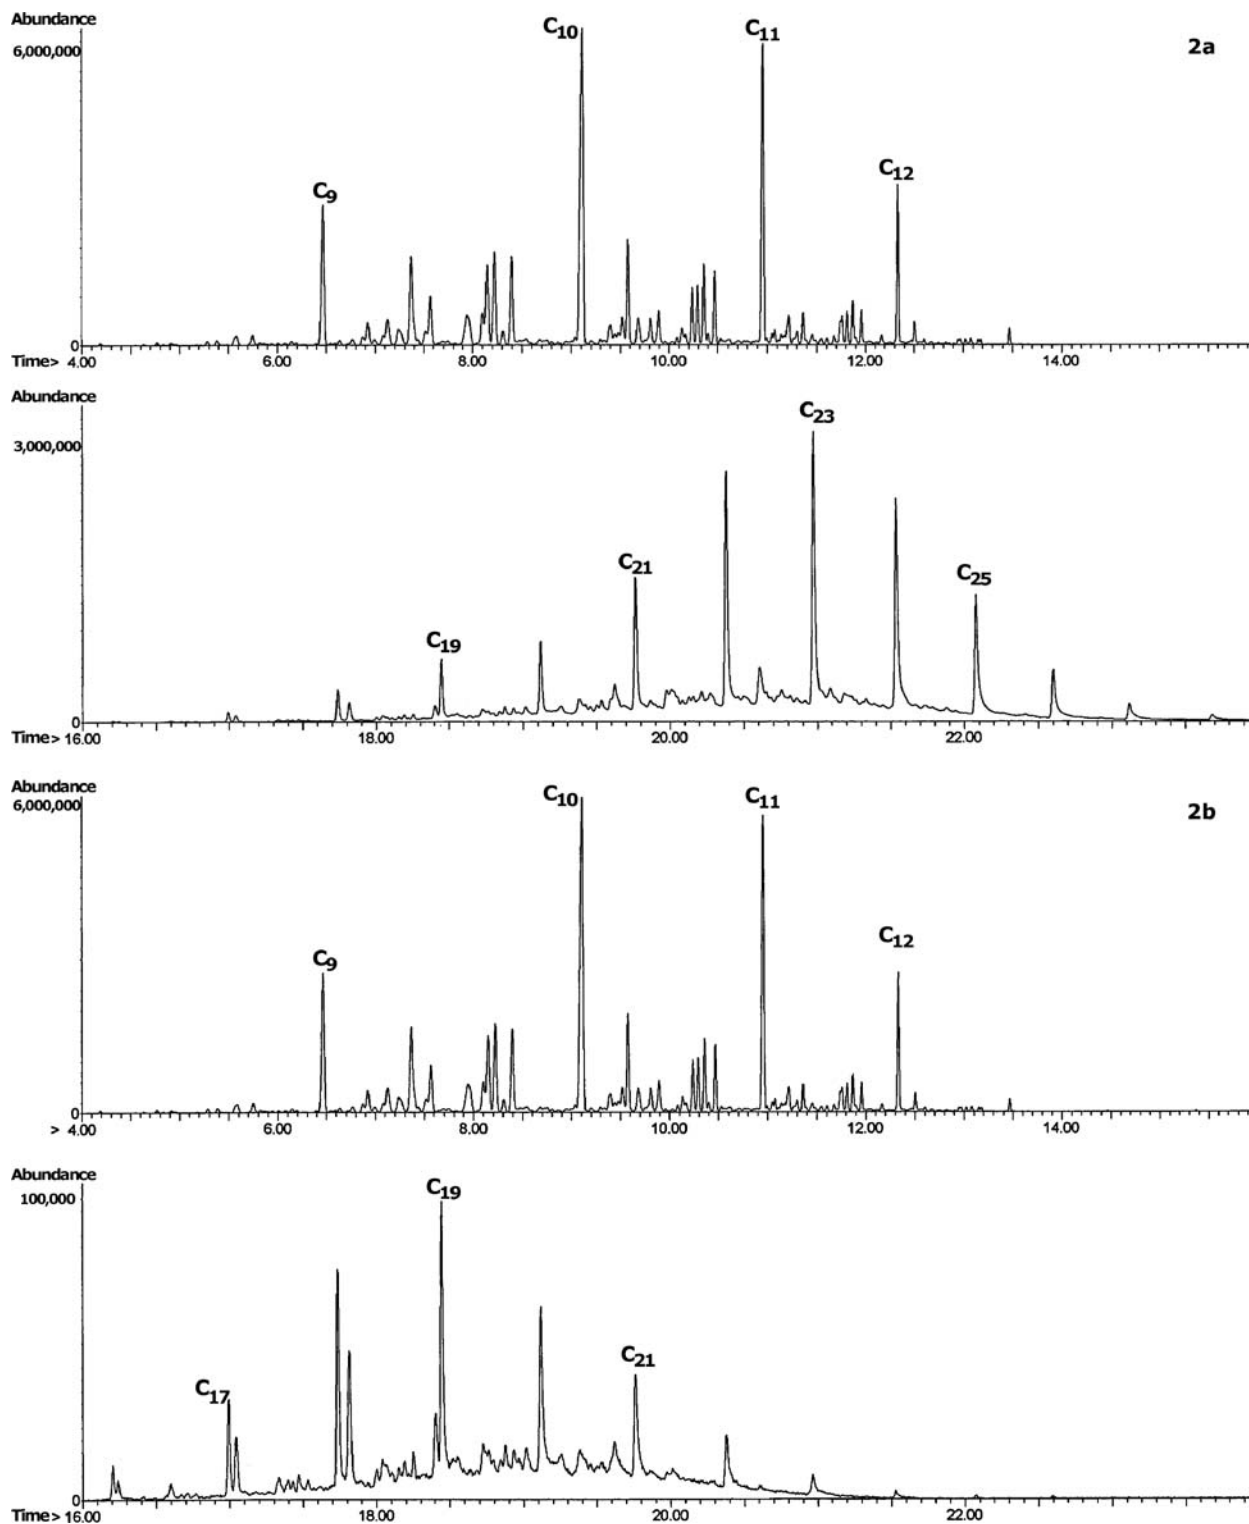 Abundance
C10
C11
6,000,000
2a
C12
C9
0
Time> 4.00 6.00 8.00 10.00 12.00 14.00
Abundance
C23
3,000,000
C21
C25
C19
0
Time> 16.00 18.00 20.00 22.00
Abundance
C10
C11
6,000,000
2b
C12
C9
0
> 4.00 6.00 8.00 10.00 12.00 14.00
Abundance
C19
100,000
C21
C17
0
Time> 16.00 18.00 20.00 22.00